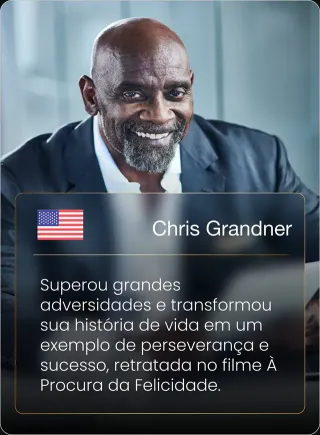 Chris Grandner
Superou grandes
adversidades e transformou
sua história de vida em um
exemplo de perseverança e
sucesso, retratada no filme À
Procura da Felicidade.